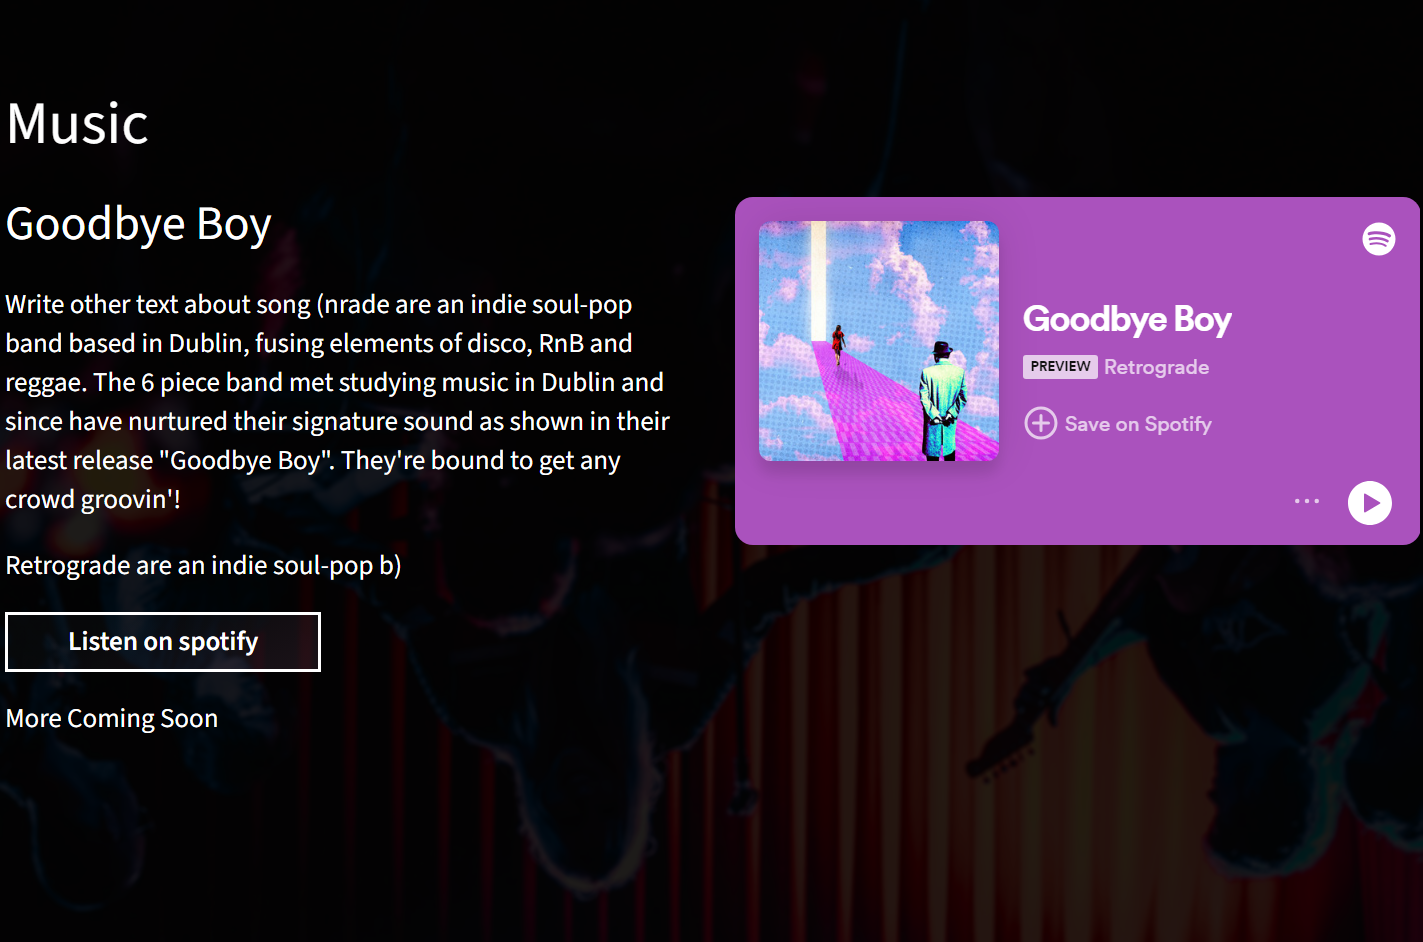 Music
Goodbye Boy
Write other text about song (nrade are an indie soul-pop
band based in Dublin, fusing elements of disco, RnB and
reggae. The 6 piece band met studying music in Dublin and
since have nurtured their signature sound as shown in their
latest release "Goodbye Boy". They're bound to get any
crowd groovin'!
Retrograde are an indie soul-pop b)
Listen on spotify
More Coming Soon
Goodbye Boy
PREVIEW Retrograde
Save on Spotify